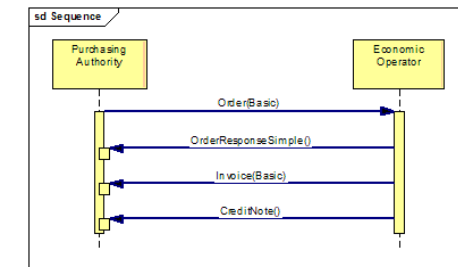 sd Sequence
Purchasing
Authority
Economic
Operator
Order(Basic)
OrderResponseSimple()
Invoice(Basic)
CreditNote()